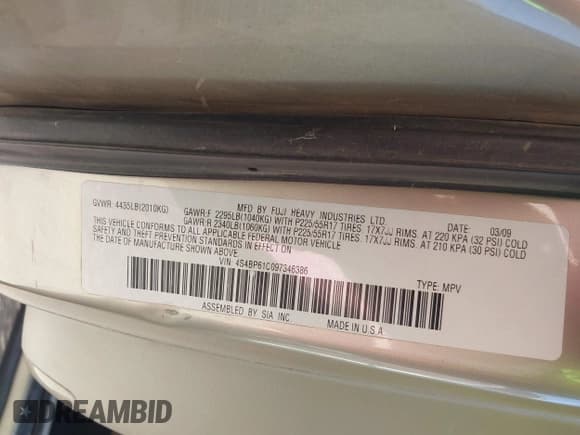 MFD BY FUJI HEAVY INDUSTRIES LTD. DATE: 03/09
GVWR: 4435LB(2010KG) GAWR:F 2295LB(1040KG) WITH P225/55R17 TIRES 17X7JJ RIMS. AT 220 KPA (32 PSI) COLD
GAWR:R 2340LB(1060KG) WITH P225/55R17 TIRES 17X7JJ RIMS. AT 210 KPA (30 PSI) COLD
THIS VEHICLE CONFORMS TO ALL APPLICABLE FEDERAL MOTOR VEHICLE
SAFETY AND THEFT PREVENTION STANDARDS IN EFFECT ON
THE DATE OF MANUFACTURE SHOWN ABOVE.
VIN: 4S4BP61C097346386 TYPE: MPV
ASSEMBLED BY SIA INC. MADE IN U.S.A
DREAMBID